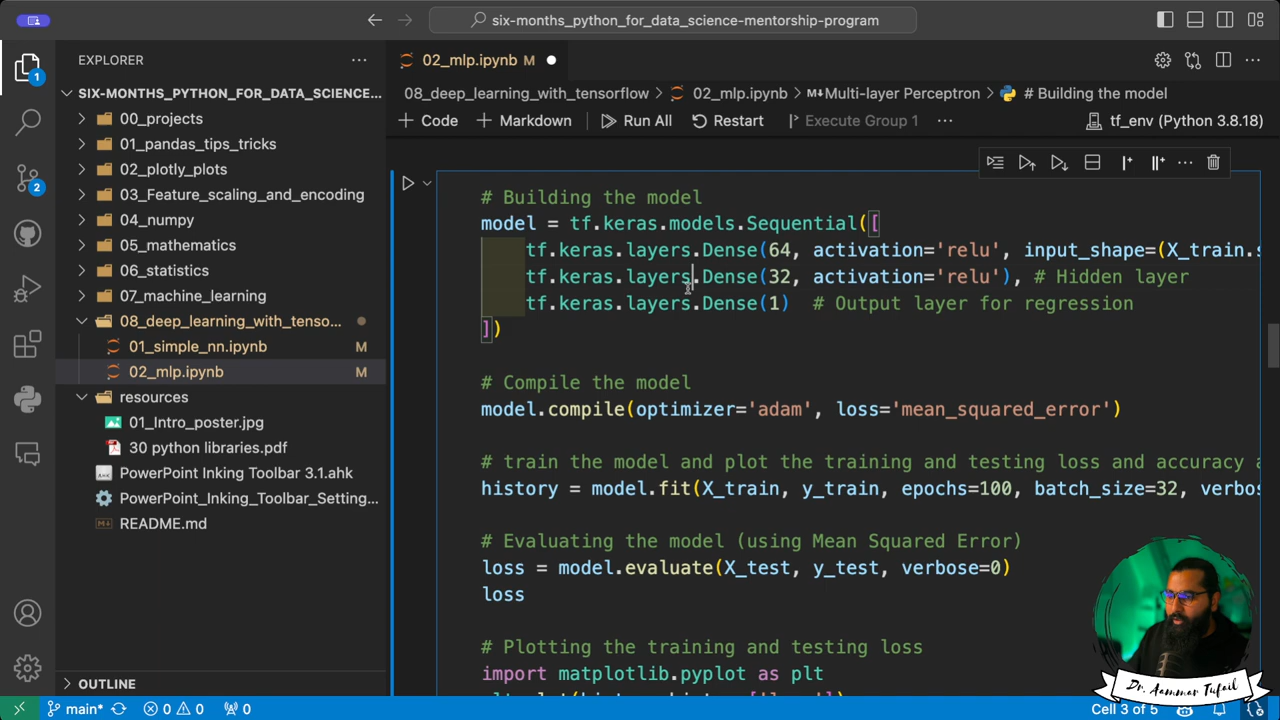 six-months_python_for_data_science-mentorship-program
EXPLORER
02_mlp.ipynb M
1
SIX-MONTHS_PYTHON_FOR_DATA_SCIENCE...
08_deep_learning_with_tensorflow > 02_mlp.ipynb > Multi-layer Perceptron > # Building the model
00_projects
+ Code + Markdown Run All Restart Execute Group 1 ... tf_env (Python 3.8.18)
01_pandas_tips_tricks
02_plotly_plots
2
03_Feature_scaling_and_encoding
04_numpy
05_mathematics
06_statistics
07_machine_learning
08_deep_learning_with_tenso...
01_simple_nn.ipynb M
02_mlp.ipynb M
resources
01_Intro_poster.jpg
30 python libraries.pdf
PowerPoint Inking Toolbar 3.1.ahk
PowerPoint_Inking_Toolbar_Setting...
README.md
OUTLINE
# Building the model
model = tf.keras.models.Sequential([
tf.keras.layers.Dense(64, activation='relu', input_shape=(X_train.s
tf.keras.layers.Dense(32, activation='relu'), # Hidden layer
tf.keras.layers.Dense(1) # Output layer for regression
])
# Compile the model
model.compile(optimizer='adam', loss='mean_squared_error')
# train the model and plot the training and testing loss and accuracy a
history = model.fit(X_train, y_train, epochs=100, batch_size=32, verbos
# Evaluating the model (using Mean Squared Error)
loss = model.evaluate(X_test, y_test, verbose=0)
loss
# Plotting the training and testing loss
import matplotlib.pyplot as plt
Dr. Aammar Tufail
main* 0 0 0
Cell 3 of 5